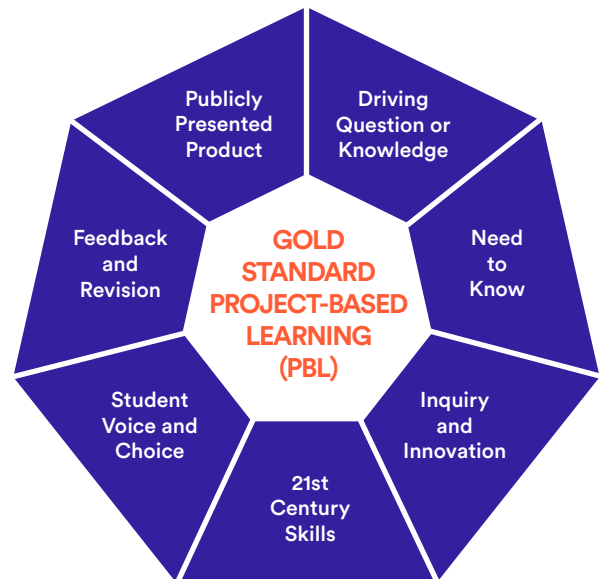 GOLD
STANDARD
PROJECT-BASED
LEARNING
(PBL)
Driving
Question or
Knowledge
Need
to
Know
Inquiry
and
Innovation
21st
Century
Skills
Student
Voice and
Choice
Feedback
and
Revision
Publicly
Presented
Product